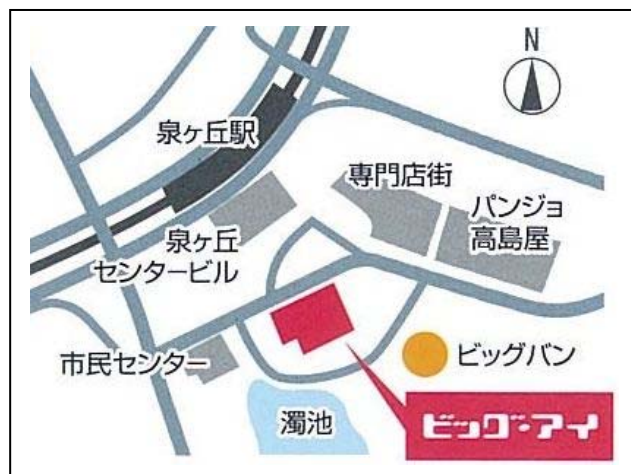 N
泉ヶ丘駅
専門店街
パンジョ
高島屋
泉ヶ丘
センタービル
市民センター
ビッグバン
濁池
ビッグ・アイ